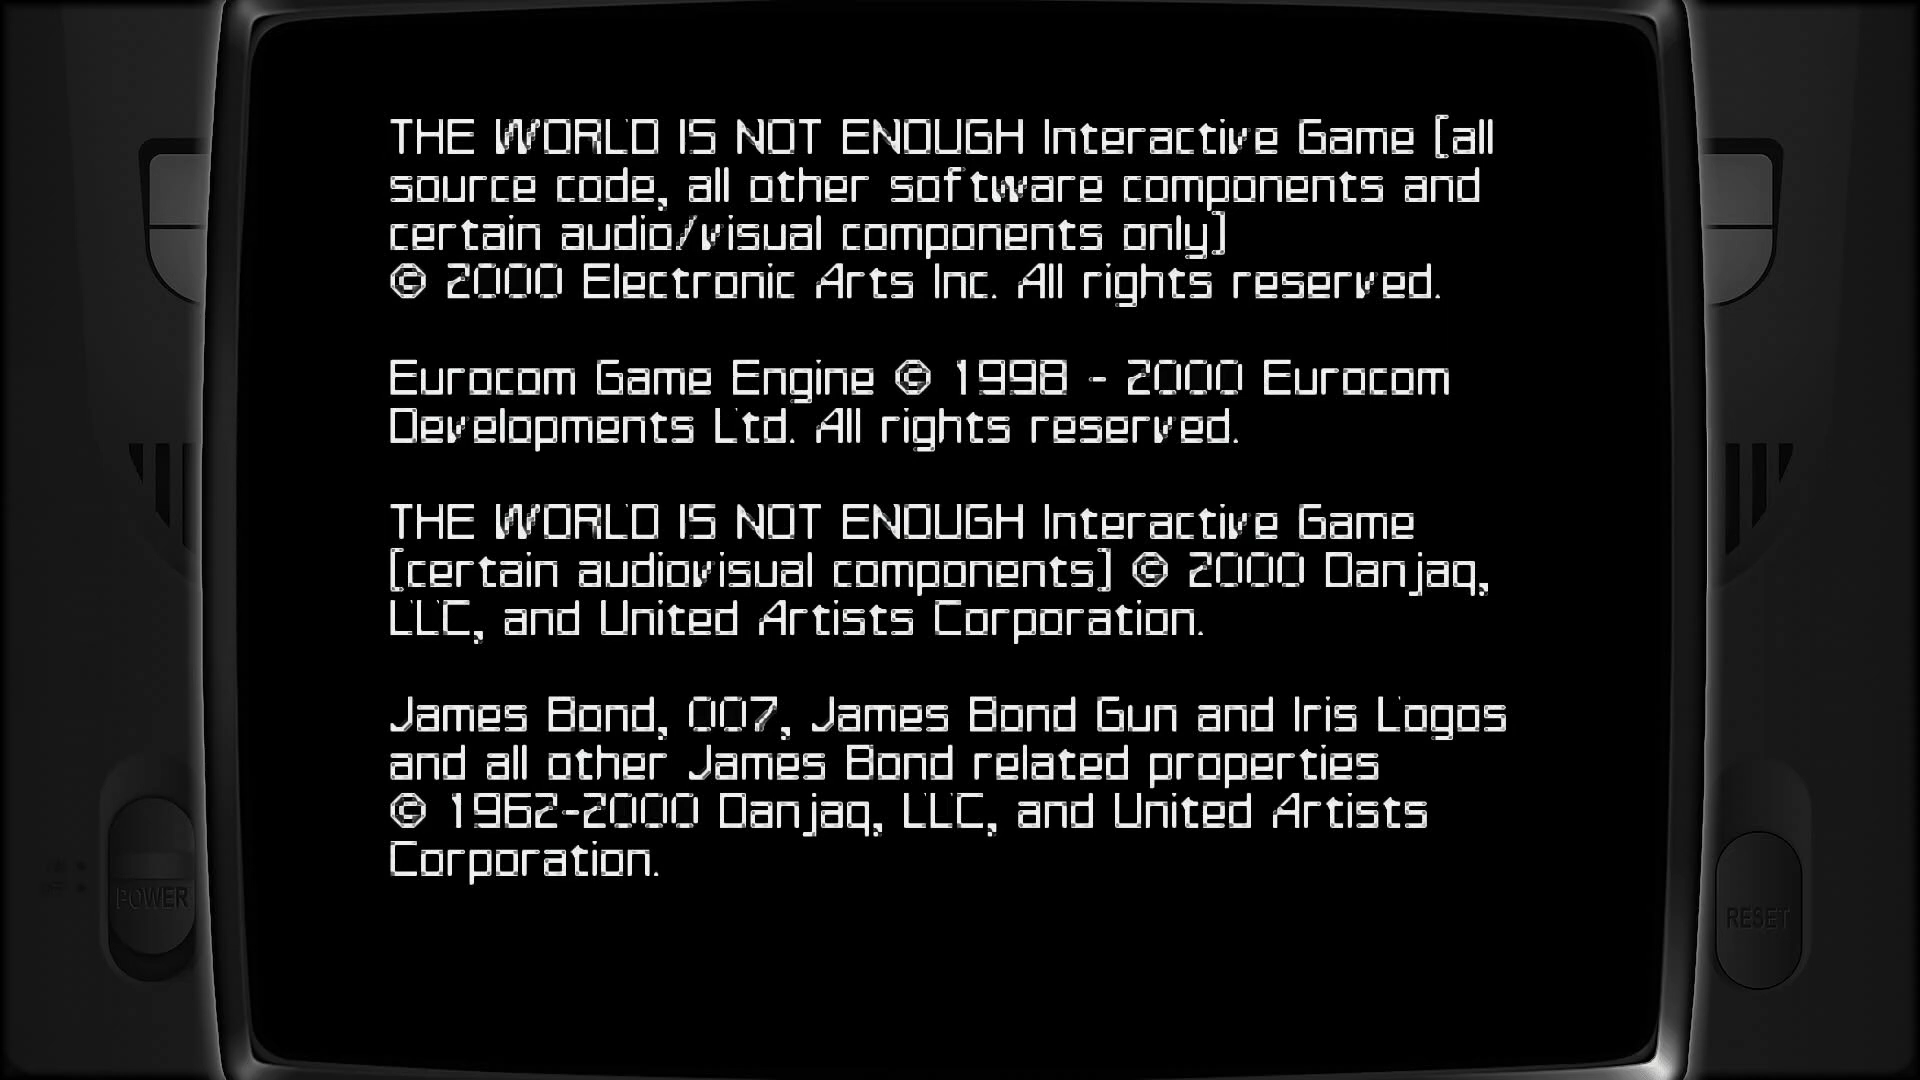 THE WORLD IS NOT ENOUGH Interactive Game [all
source code, all other software components and
certain audio/visual components only]
© 2000 Electronic Arts Inc. All rights reserved.
Eurocom Game Engine © 1998 - 2000 Eurocom
Developments Ltd. All rights reserved.
THE WORLD IS NOT ENOUGH Interactive Game
[certain audiovisual components] © 2000 Danjaq,
LLC, and United Artists Corporation.
James Bond, 007, James Bond Gun and Iris Logos
and all other James Bond related properties
© 1962-2000 Danjaq, LLC, and United Artists
Corporation.
POWER
RESET